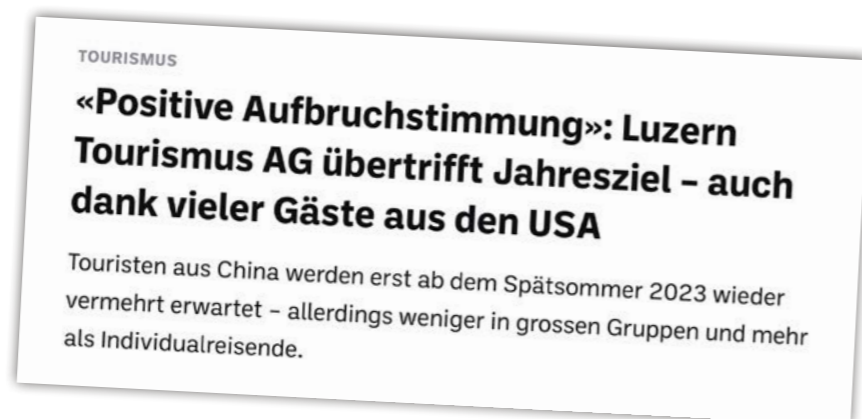 TOURISMUS
«Positive Aufbruchstimmung»: Luzern
Tourismus AG übertrifft Jahresziel – auch
dank vieler Gäste aus den USA
Touristen aus China werden erst ab dem Spätsommer 2023 wieder
vermehrt erwartet – allerdings weniger in grossen Gruppen und mehr
als Individualreisende.